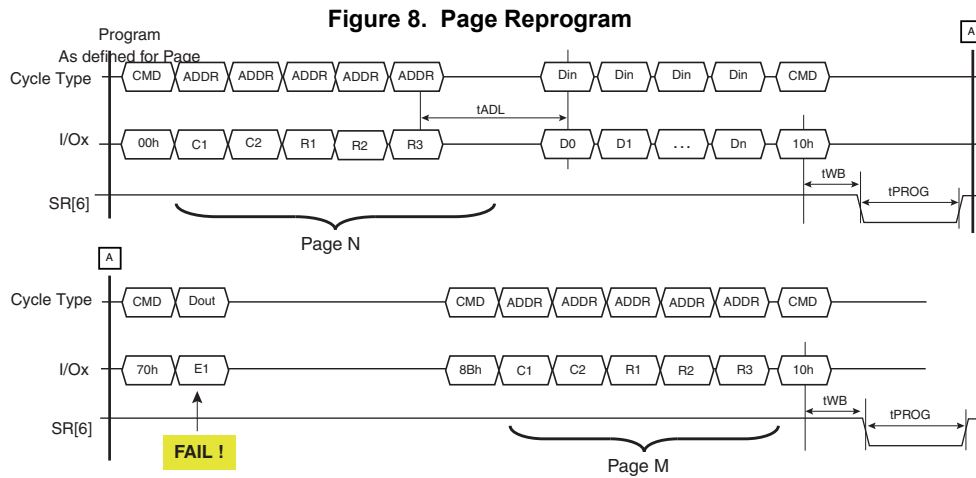 Figure 8. Page Reprogram
A
Program
As defined for Page
Cycle Type CMD ADDR ADDR ADDR ADDR ADDR Din Din Din Din CMD
tADL
I/Ox 00h C1 C2 R1 R2 R3 D0 D1 ... Dn 10h
tWB
tPROG
SR[6]
Page N
A
Cycle Type CMD Dout CMD ADDR ADDR ADDR ADDR ADDR CMD
I/Ox 70h E1 8Bh C1 C2 R1 R2 R3 10h
tWB
tPROG
SR[6]
FAIL !
Page M